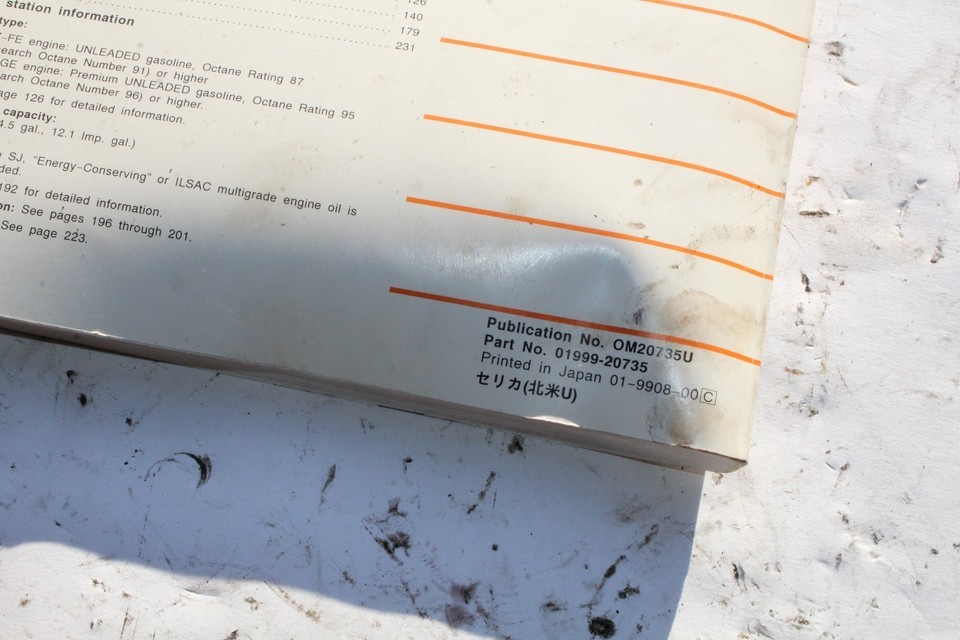 126
station information
140
type:
179
231
-FE engine: UNLEADED gasoline, Octane Rating 87
earch Octane Number 91) or higher
GE engine: Premium UNLEADED gasoline, Octane Rating 95
arch Octane Number 96) or higher.
age 126 for detailed information.
capacity:
4.5 gal., 12.1 Imp. gal.)
SJ, "Energy-Conserving" or ILSAC multigrade engine oil is
ded.
192 for detailed information.
on: See pages 196 through 201.
See page 223.
Publication No. OM20735U
Part No. 01999-20735
Printed in Japan 01-9908-00 C
セリカ(北米U)